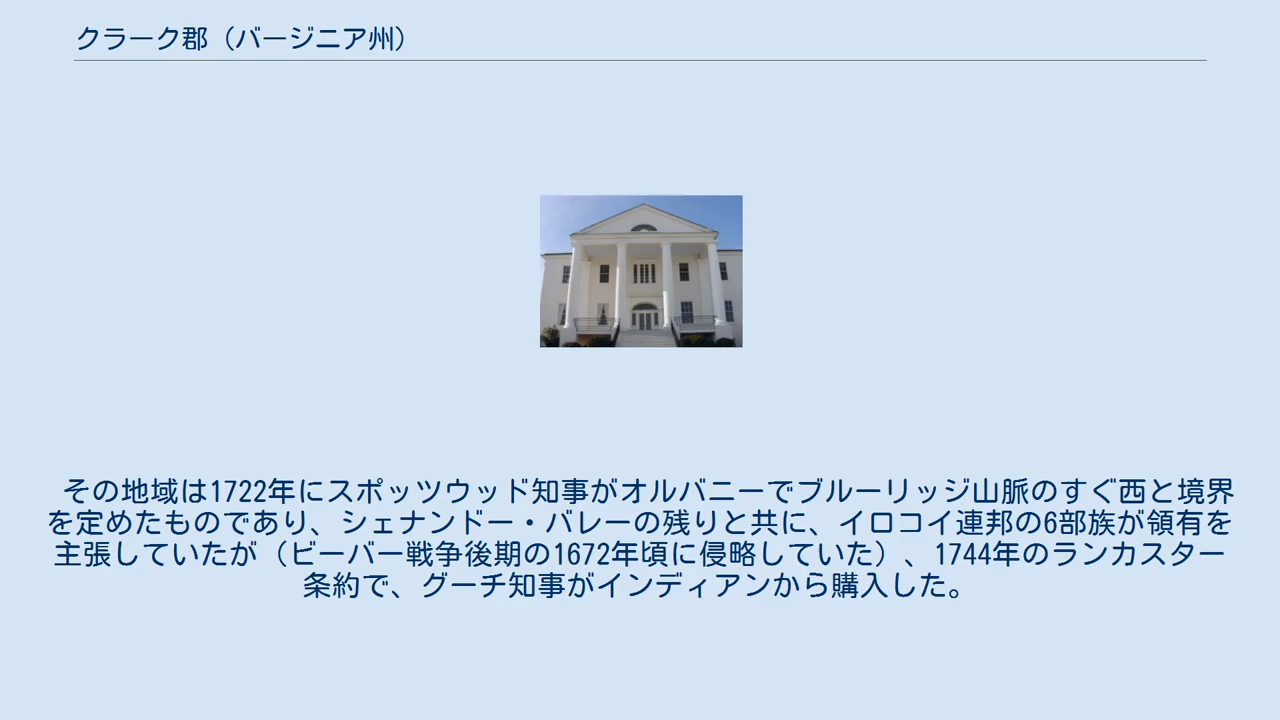 クラーク郡（バージニア州）
その地域は1722年にスポッツウッド知事がオルバニーでブルーリッジ山脈のすぐ西と境界
を定めたものであり、シェナンドー・バレーの残りと共に、イロコイ連邦の6部族が領有を
主張していたが（ビーバー戦争後期の1672年頃に侵略していた）、1744年のランカスター
条約で、グーチ知事がインディアンから購入した。